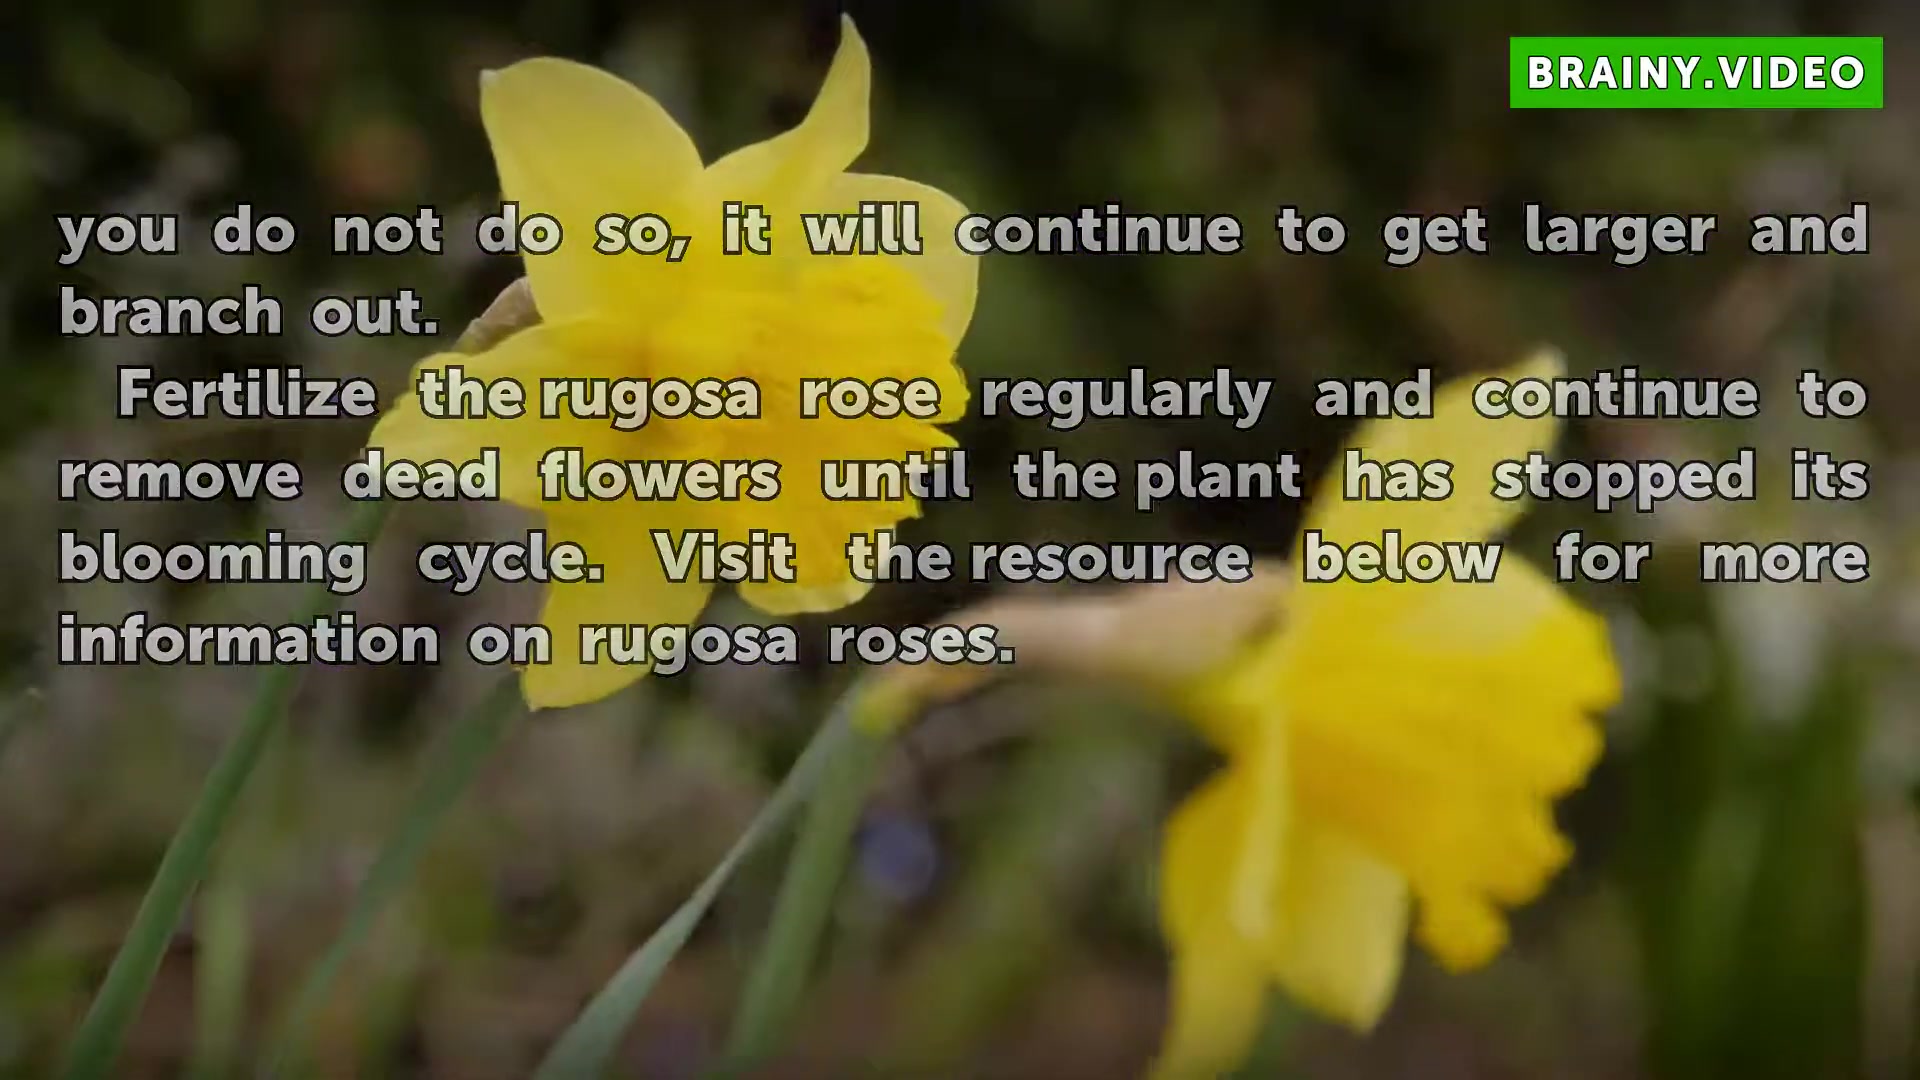 BRAINY.VIDEO
you do not do so, it will continue to get larger and
branch out.
Fertilize the rugosa rose regularly and continue to
remove dead flowers until the plant has stopped its
blooming cycle. Visit the resource below for more
information on rugosa roses.